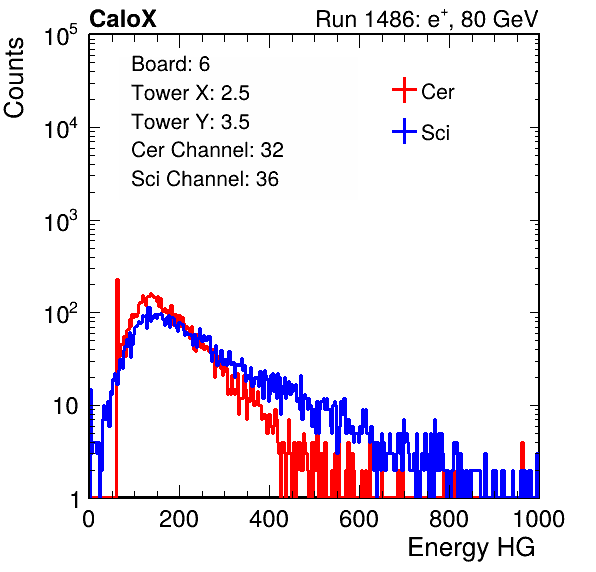 CaloX Run 1486: e⁺, 80 GeV
Counts
Board: 6
Tower X: 2.5
Tower Y: 3.5
Cer Channel: 32
Sci Channel: 36
Cer
Sci
10⁵
10⁴
10³
10²
10
1
0 200 400 600 800 1000
Energy HG